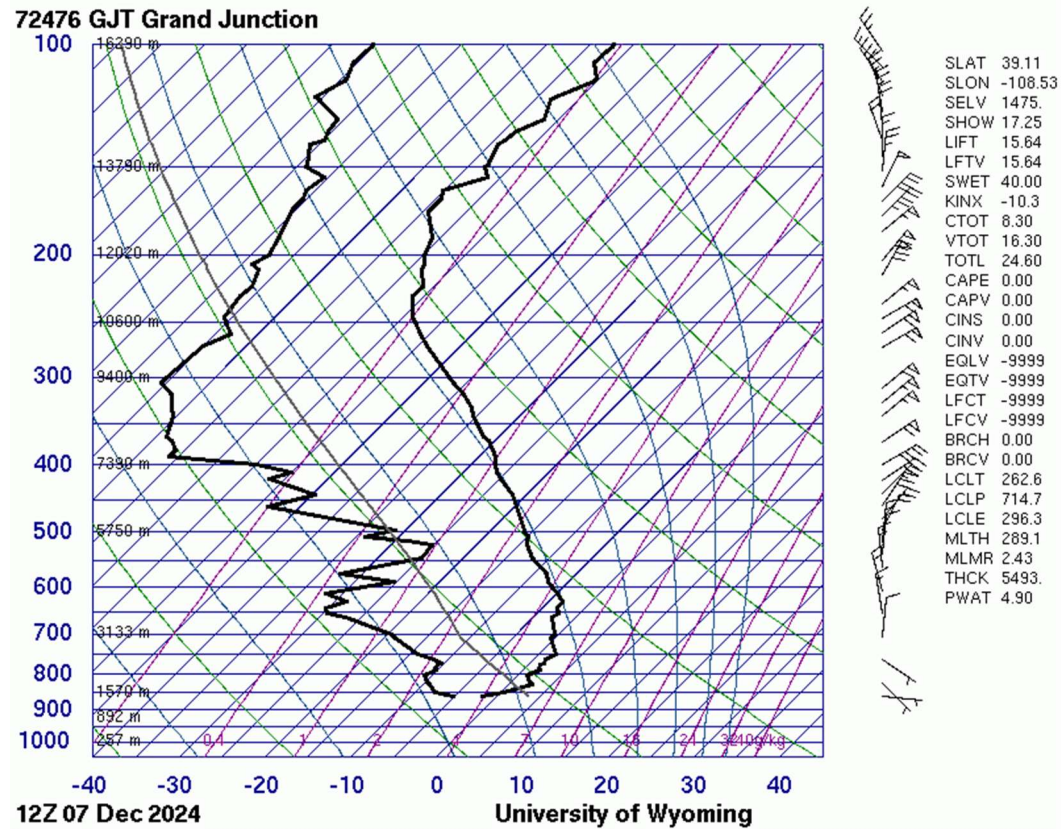 72476 GJT Grand Junction
100
16290 m
13790 m
200
12020 m
10600 m
300
9400 m
400
7390 m
500
5750 m
600
700
3133 m
800
1570 m
900
892 m
1000
257 m
0.4
1
2
4
7
10
16
24
32
40g/kg
-40
-30
-20
-10
0
10
20
30
40
12Z 07 Dec 2024
University of Wyoming
SLAT 39.11
SLON -108.53
SELV 1475.
SHOW 17.25
LIFT 15.64
LFTV 15.64
SWET 40.00
KINX -10.3
CTOT 8.30
VTOT 16.30
TOTL 24.60
CAPE 0.00
CAPV 0.00
CINS 0.00
CINV 0.00
EQLV -9999
EQTV -9999
LFCT -9999
LFCV -9999
BRCH 0.00
BRCV 0.00
LCLT 262.6
LCLP 714.7
LCLE 296.3
MLTH 289.1
MLMR 2.43
THCK 5493.
PWAT 4.90